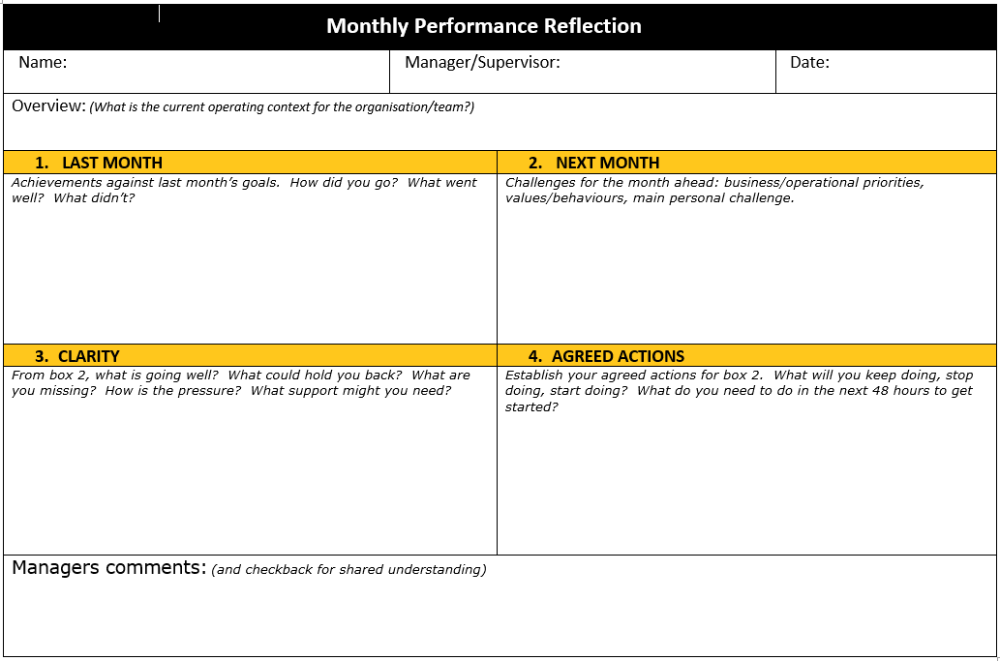 Monthly Performance Reflection
Name:
Manager/Supervisor:
Date:
Overview: (What is the current operating context for the organisation/team?)
1. LAST MONTH
Achievements against last month's goals. How did you go? What went
well? What didn't?
2. NEXT MONTH
Challenges for the month ahead: business/operational priorities,
values/behaviours, main personal challenge.
3. CLARITY
From box 2, what is going well? What could hold you back? What are
you missing? How is the pressure? What support might you need?
4. AGREED ACTIONS
Establish your agreed actions for box 2. What will you keep doing, stop
doing, start doing? What do you need to do in the next 48 hours to get
started?
Managers comments: (and checkback for shared understanding)